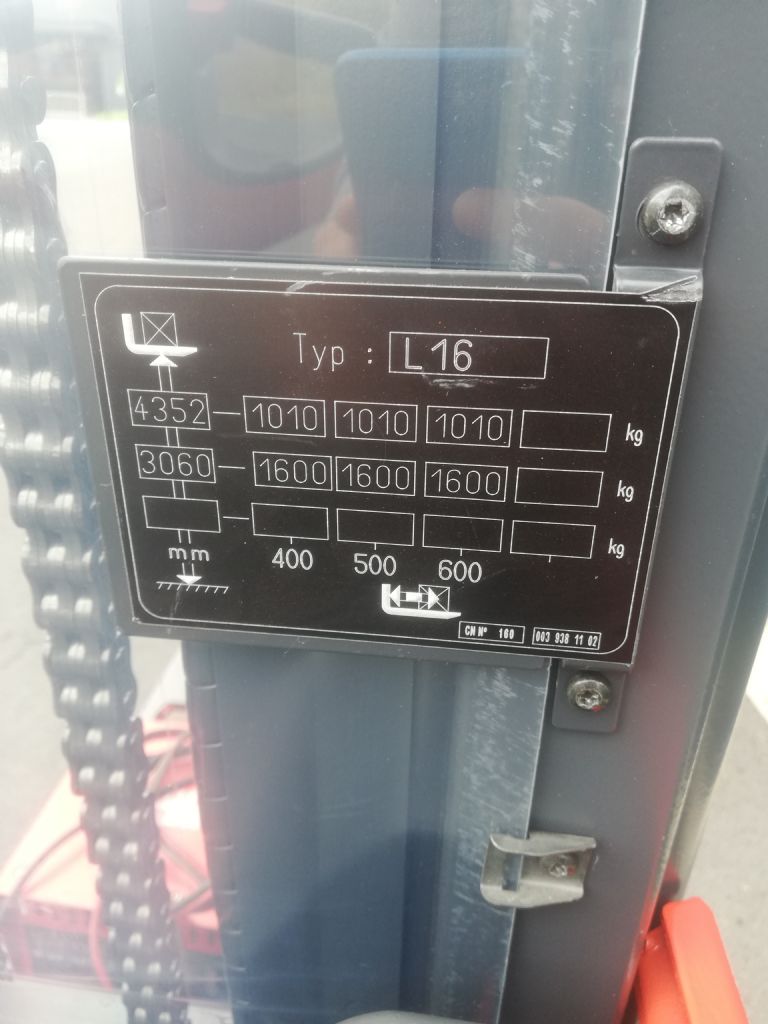 Typ : L16
4352 1010 1010 1010 kg
3060 1600 1600 1600 kg
kg
mm 400 500 600
CN N° 160 003 938 11 02